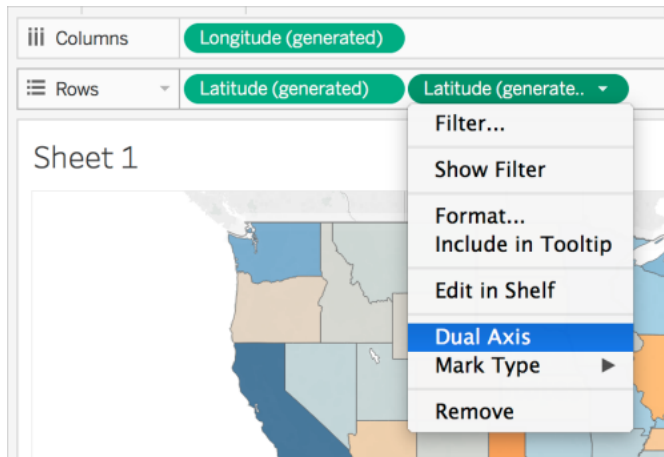 Columns
Longitude (generated)
Rows
Latitude (generated)
Latitude (generate..
Sheet 1
Filter...
Show Filter
Format...
Include in Tooltip
Edit in Shelf
Dual Axis
Mark Type
Remove